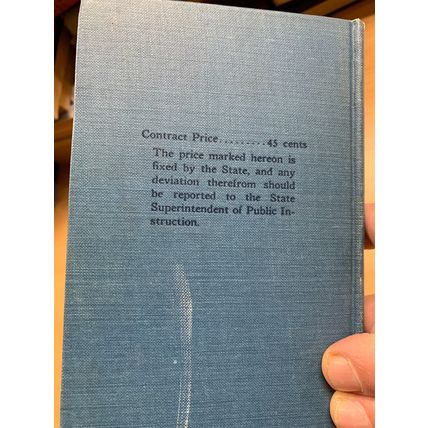 Contract Price.........45 cents
The price marked hereon is
fixed by the State, and any
deviation therefrom should
be reported to the State
Superintendent of Public In-
struction.